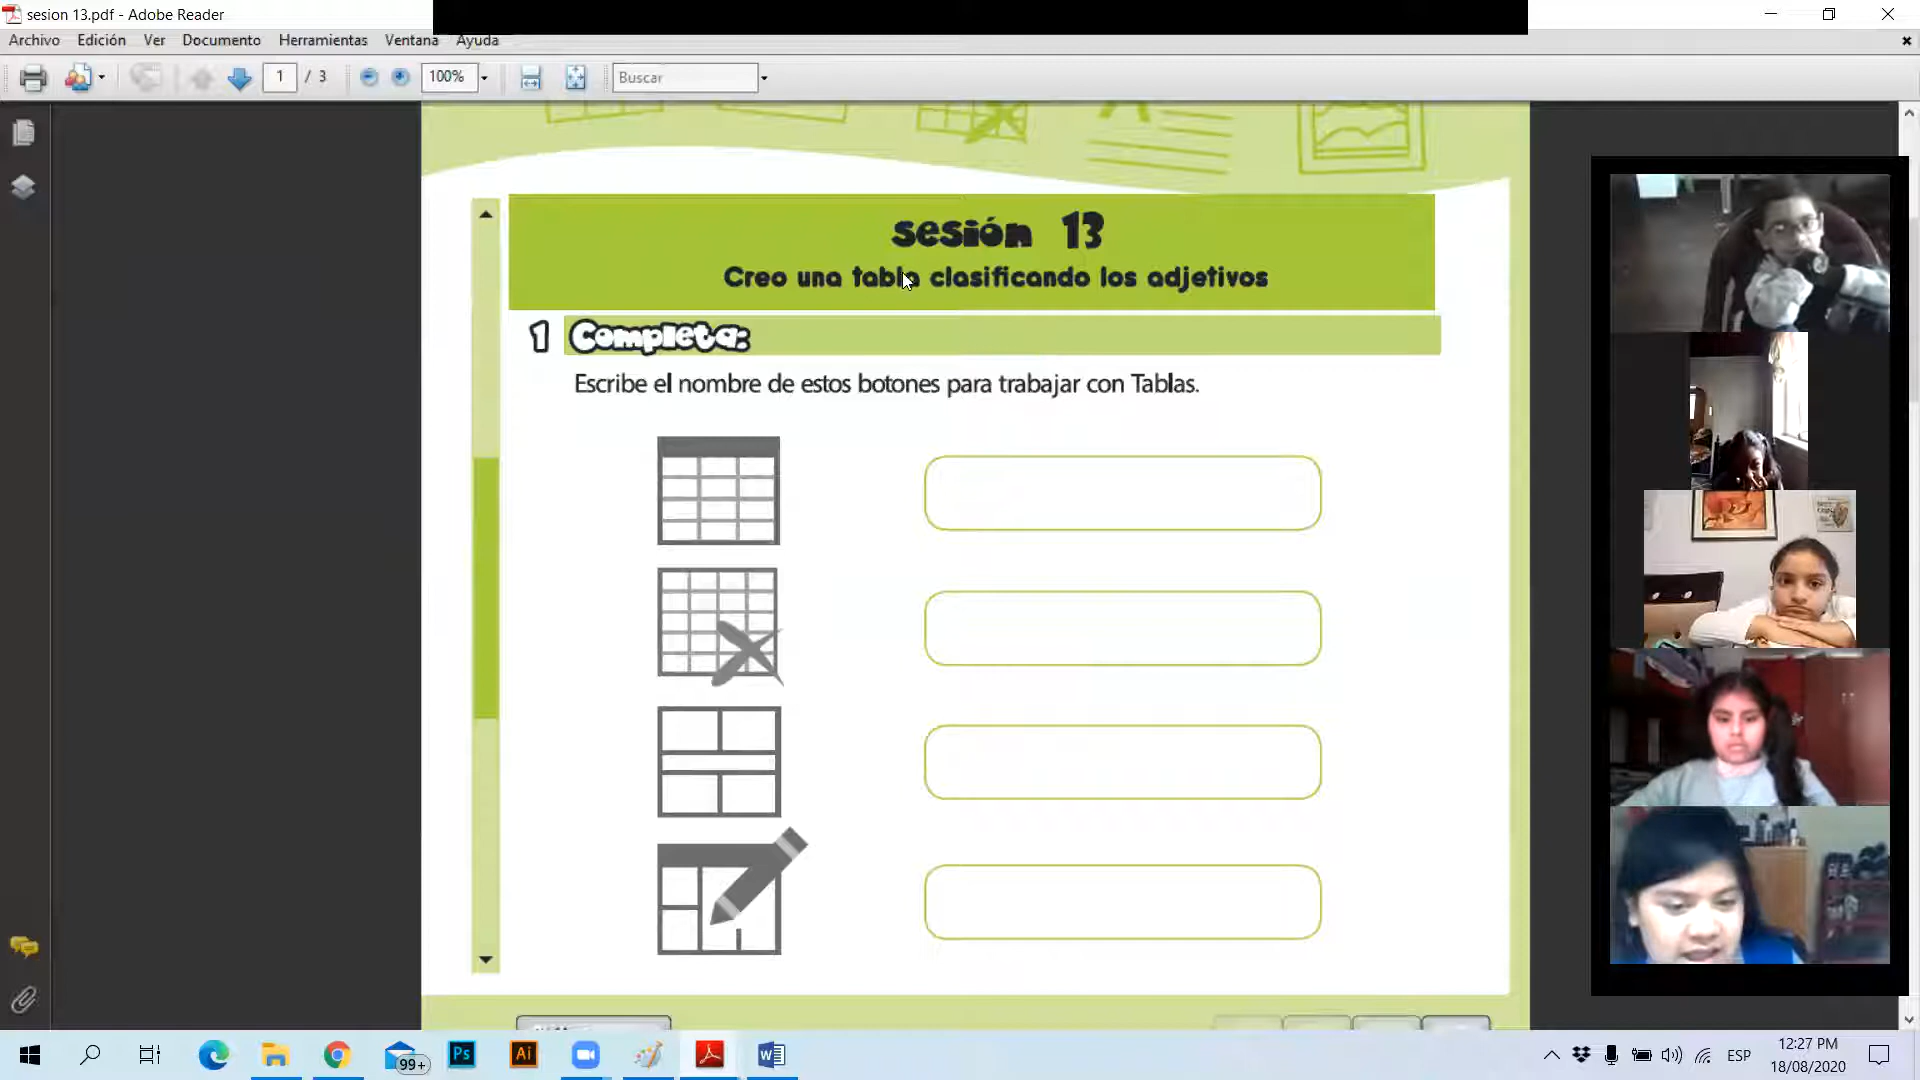 sesion 13.pdf - Adobe Reader
Archivo Edición Ver Documento Herramientas Ventana Ayuda
1 / 3 100% Buscar
sesión 13
Creo una tabla clasificando los adjetivos
1 Completa:
Escribe el nombre de estos botones para trabajar con Tablas.
99+ Ps Ai ESP 12:27 PM
18/08/2020